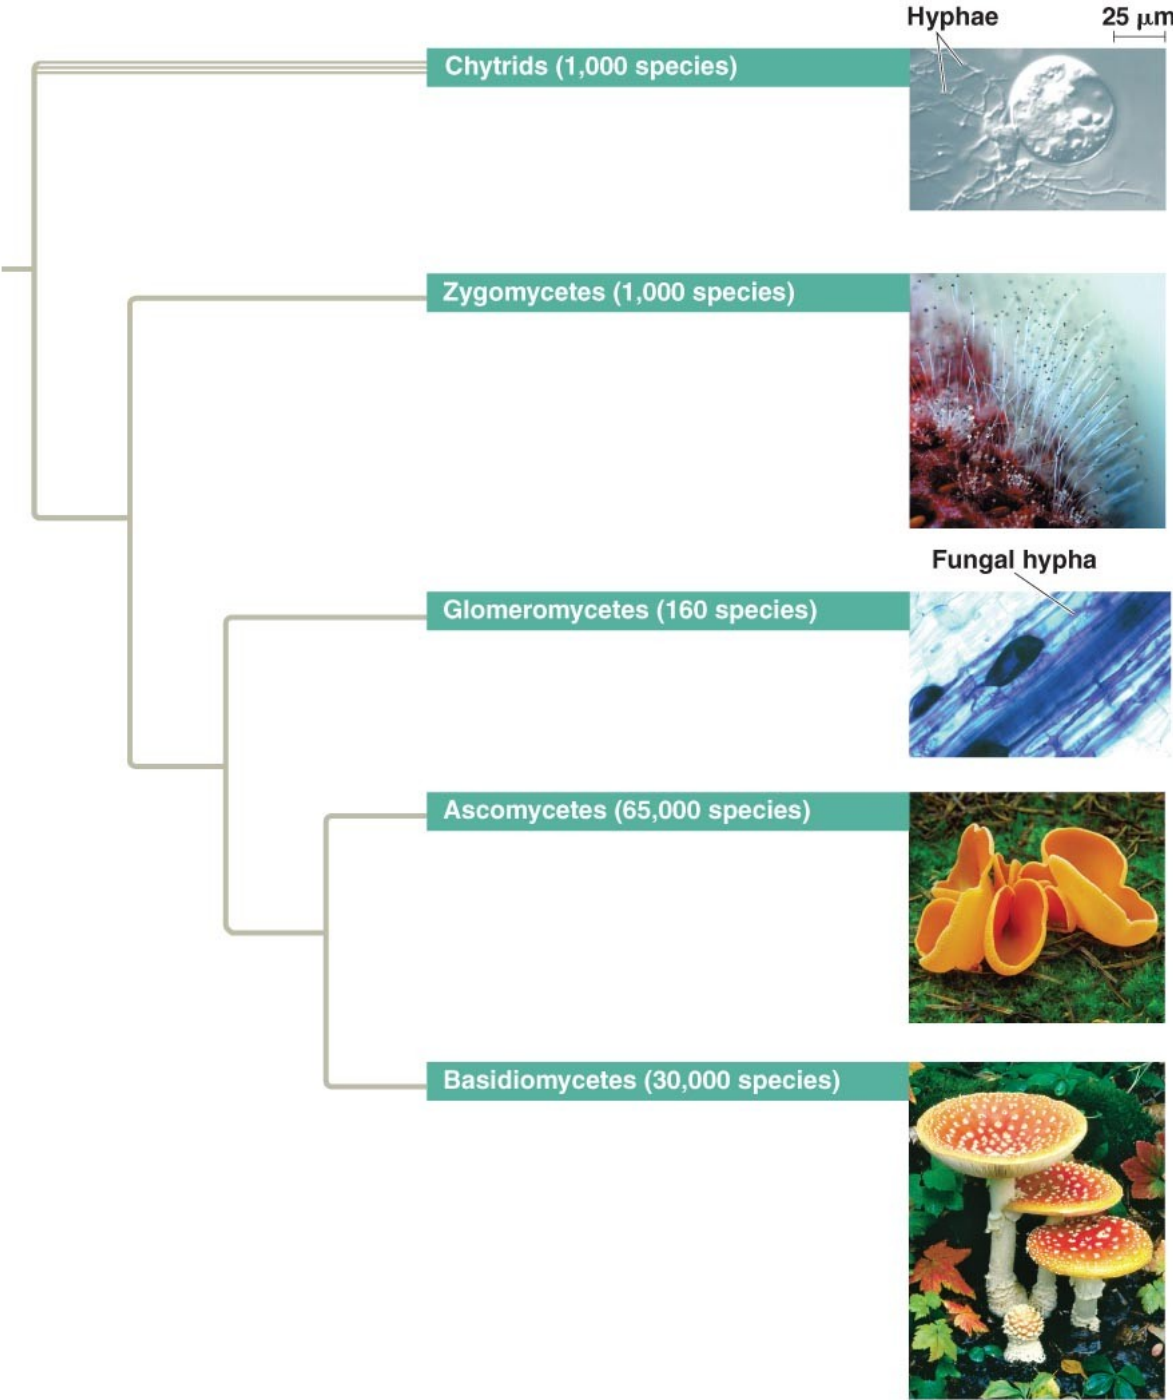 Hyphae
25 μm
Chytrids (1,000 species)
Zygomycetes (1,000 species)
Fungal hypha
Glomeromycetes (160 species)
Ascomycetes (65,000 species)
Basidiomycetes (30,000 species)